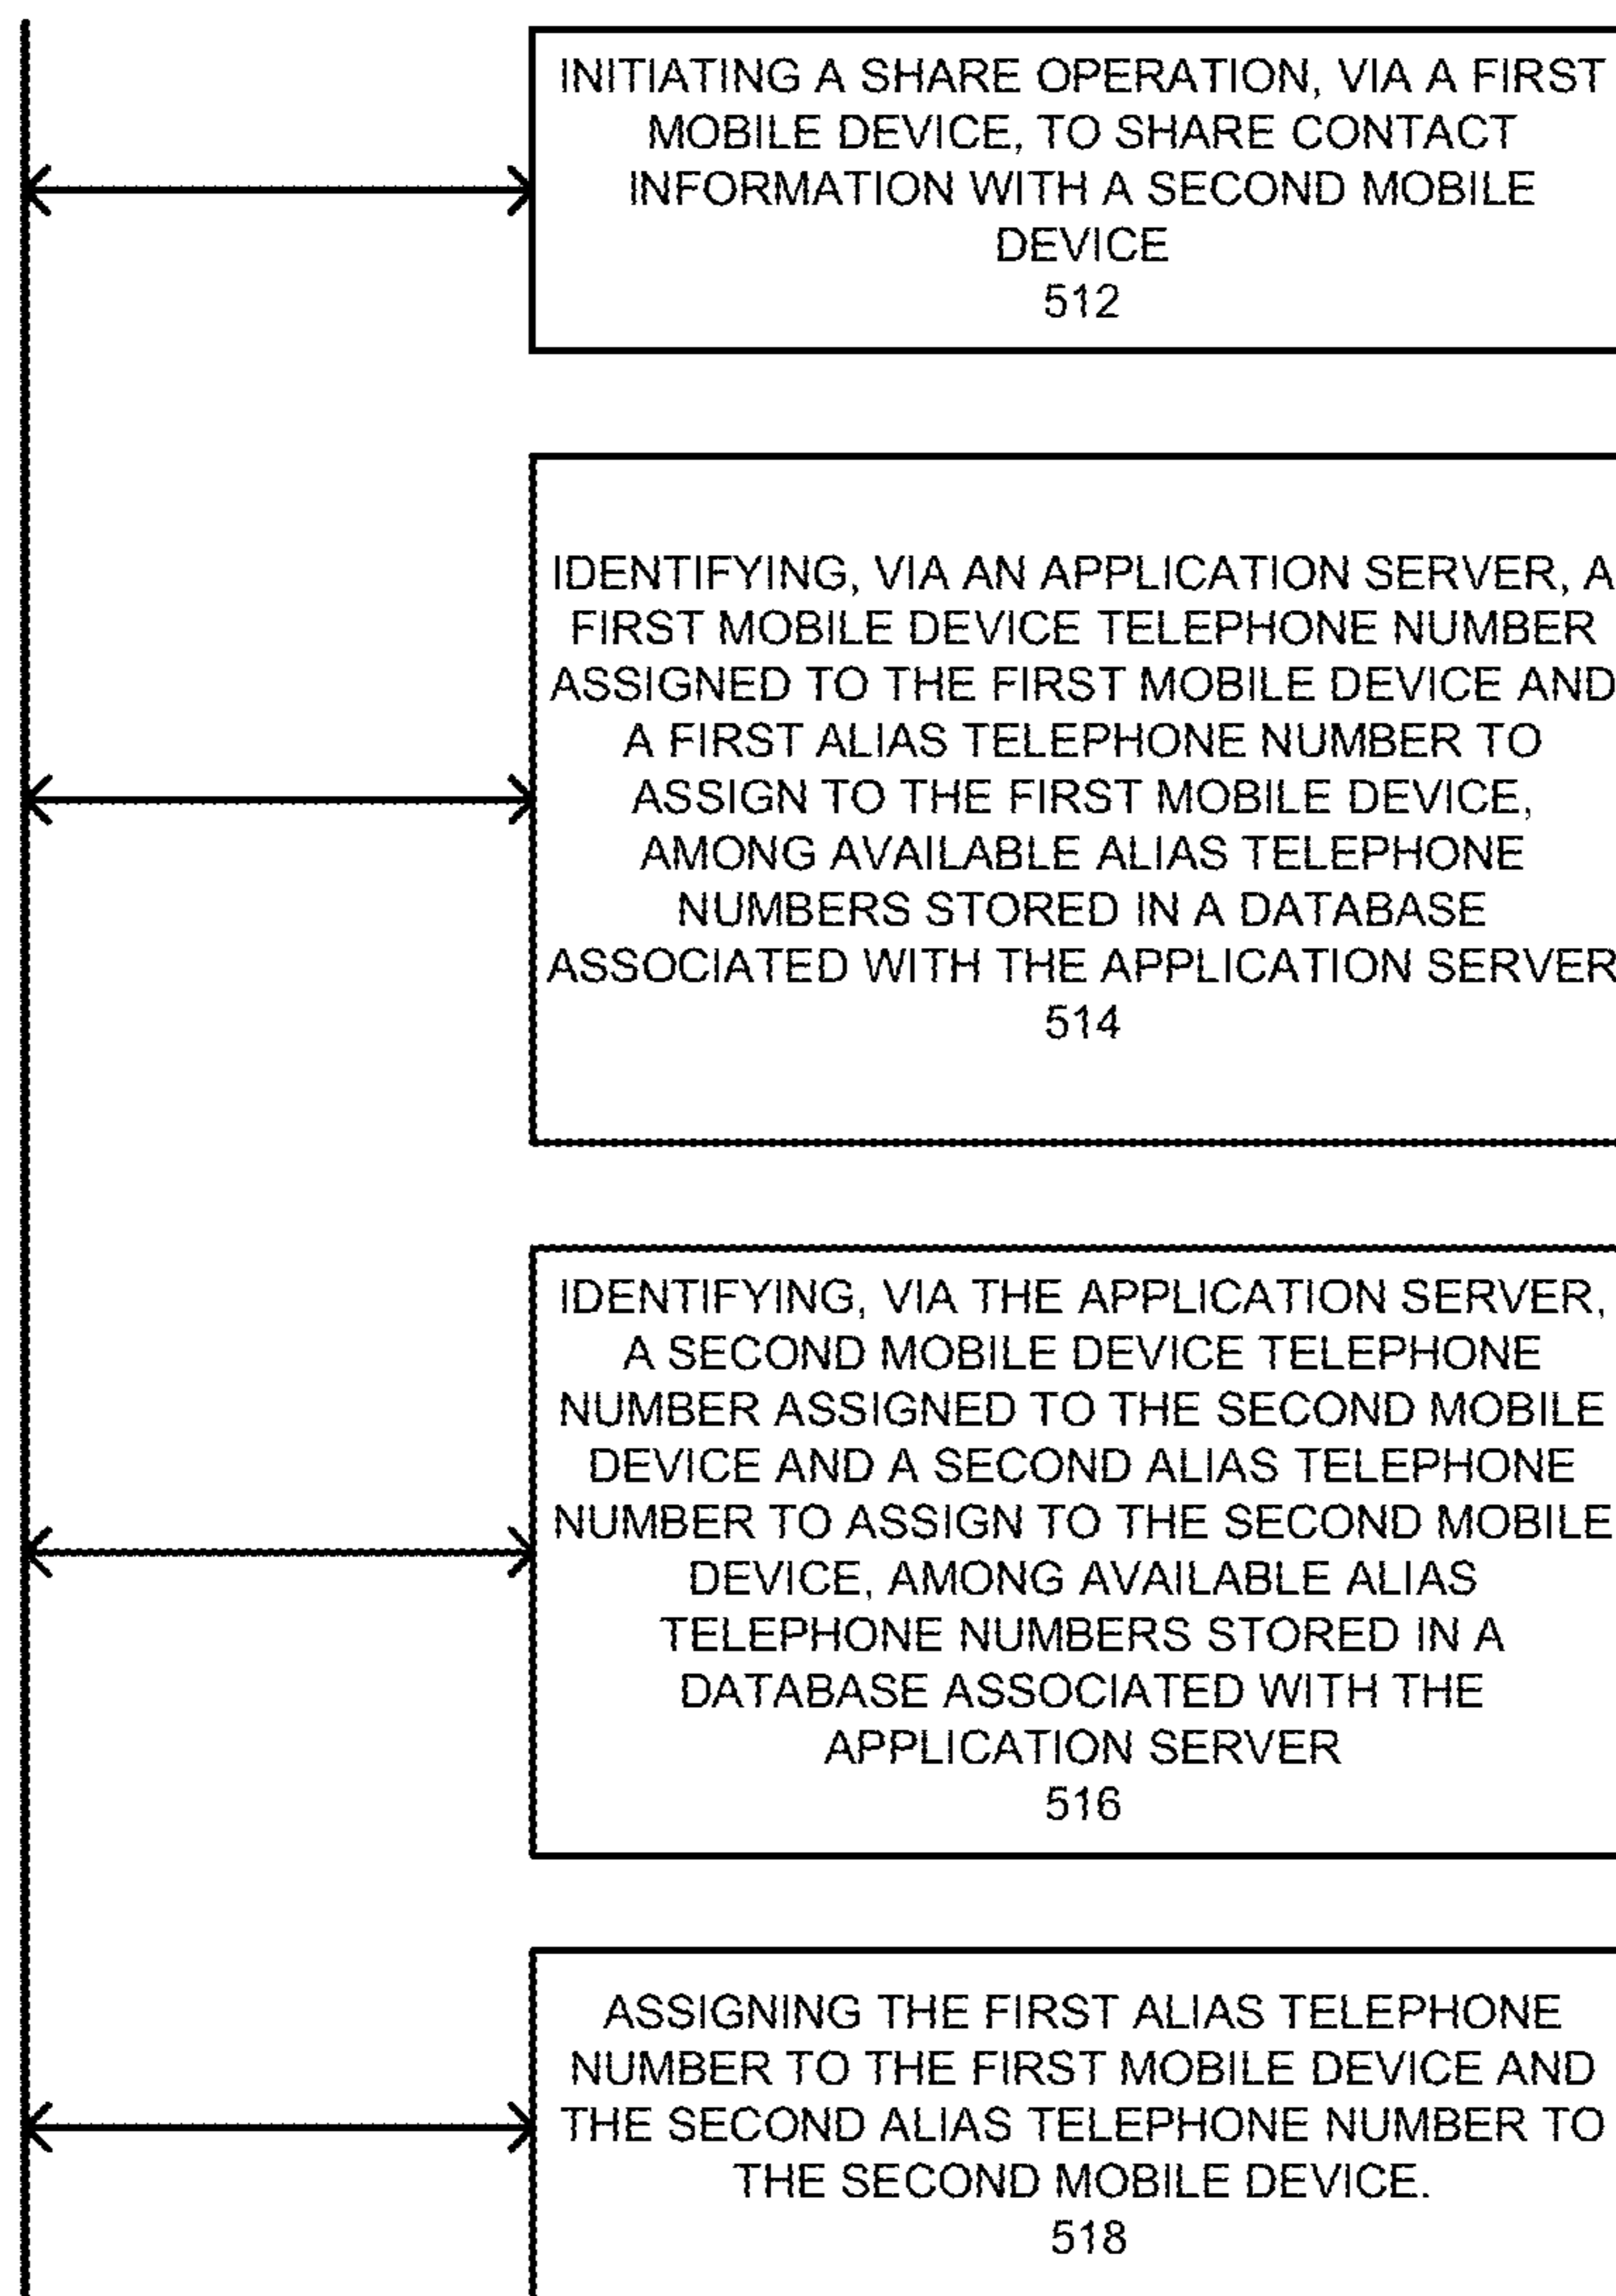 INITIATING A SHARE OPERATION, VIA A FIRST
MOBILE DEVICE, TO SHARE CONTACT
INFORMATION WITH A SECOND MOBILE
DEVICE
512
IDENTIFYING, VIA AN APPLICATION SERVER, A
FIRST MOBILE DEVICE TELEPHONE NUMBER
ASSIGNED TO THE FIRST MOBILE DEVICE AND
A FIRST ALIAS TELEPHONE NUMBER TO
ASSIGN TO THE FIRST MOBILE DEVICE,
AMONG AVAILABLE ALIAS TELEPHONE
NUMBERS STORED IN A DATABASE
ASSOCIATED WITH THE APPLICATION SERVER
514
IDENTIFYING, VIA THE APPLICATION SERVER,
A SECOND MOBILE DEVICE TELEPHONE
NUMBER ASSIGNED TO THE SECOND MOBILE
DEVICE AND A SECOND ALIAS TELEPHONE
NUMBER TO ASSIGN TO THE SECOND MOBILE
DEVICE, AMONG AVAILABLE ALIAS
TELEPHONE NUMBERS STORED IN A
DATABASE ASSOCIATED WITH THE
APPLICATION SERVER
516
ASSIGNING THE FIRST ALIAS TELEPHONE
NUMBER TO THE FIRST MOBILE DEVICE AND
THE SECOND ALIAS TELEPHONE NUMBER TO
THE SECOND MOBILE DEVICE.
518